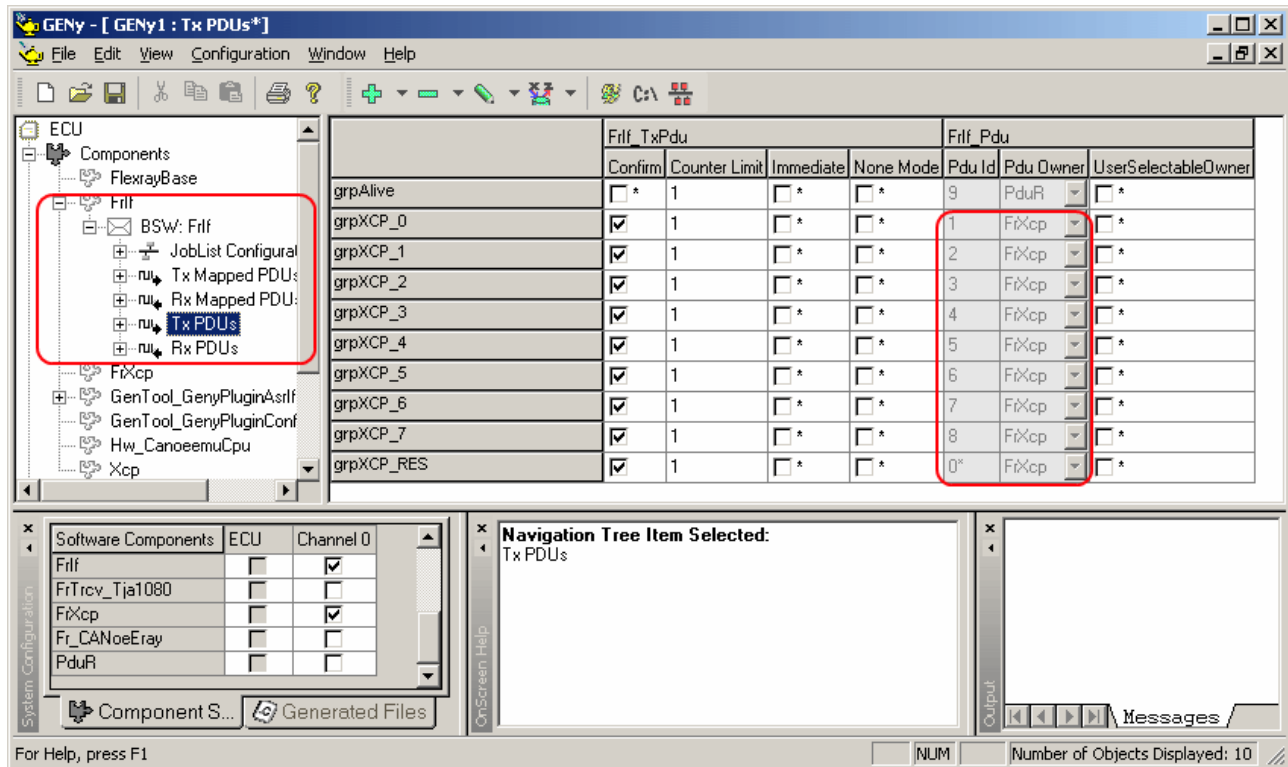 GENy - [ GENy1 : Tx PDUs*]
File Edit View Configuration Window Help
C:\
ECU
Components
FlexrayBase
FrIf
BSW: FrIf
JobList Configurat
Tx Mapped PDUs
Rx Mapped PDU
Tx PDUs
Rx PDUs
FrXcp
GenTool_GenyPluginAsrIf
GenTool_GenyPluginConf
Hw_CanoeemuCpu
Xcp
FrIf_TxPdu FrIf_Pdu
Confirm Counter Limit Immediate None Mode Pdu Id Pdu Owner UserSelectableOwner
grpAlive * 1 * * 9 PduR *
grpXCP_0 1 * * 1 FrXcp *
grpXCP_1 1 * * 2 FrXcp *
grpXCP_2 1 * * 3 FrXcp *
grpXCP_3 1 * * 4 FrXcp *
grpXCP_4 1 * * 5 FrXcp *
grpXCP_5 1 * * 6 FrXcp *
grpXCP_6 1 * * 7 FrXcp *
grpXCP_7 1 * * 8 FrXcp *
grpXCP_RES 1 * * 0* FrXcp *
System Configuration
Software Components ECU Channel 0
FrIf
FrTrcv_Tja1080
FrXcp
Fr_CANoeEray
PduR
Component S... Generated Files
OnScreen Help
Navigation Tree Item Selected:
Tx PDUs
Output
Messages
For Help, press F1 NUM Number of Objects Displayed: 10